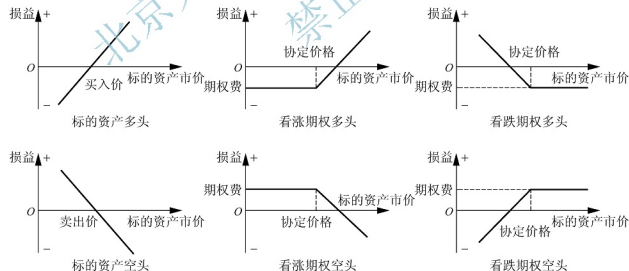 损益 +
O
买入价
标的资产市价
−
标的资产多头
损益 +
协定价格
O
标的资产市价
期权费
−
看涨期权多头
损益 +
协定价格
O
标的资产市价
期权费
−
看跌期权多头
损益 +
O
卖出价
标的资产市价
−
标的资产空头
损益 +
期权费
标的资产市价
O
协定价格
−
看涨期权空头
损益 +
期权费
O
标的资产市价
协定价格
−
看跌期权空头
北京
禁止